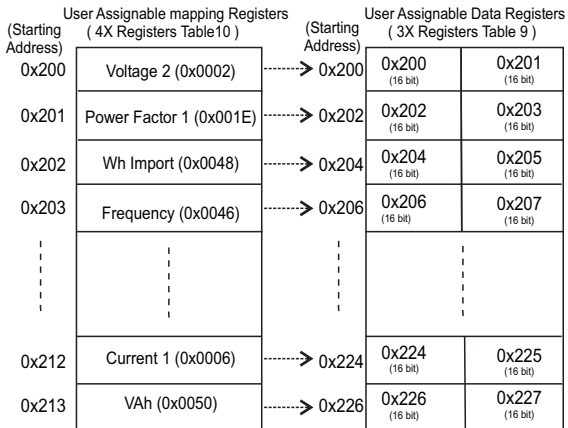 User Assignable mapping Registers
( 4X Registers Table10 )
User Assignable Data Registers
( 3X Registers Table 9 )
(Starting
Address)
(Starting
Address)
0x200 Voltage 2 (0x0002) 0x200 0x200 (16 bit) 0x201 (16 bit)
0x201 Power Factor 1 (0x001E) 0x202 0x202 (16 bit) 0x203 (16 bit)
0x202 Wh Import (0x0048) 0x204 0x204 (16 bit) 0x205 (16 bit)
0x203 Frequency (0x0046) 0x206 0x206 (16 bit) 0x207 (16 bit)
0x212 Current 1 (0x0006) 0x224 0x224 (16 bit) 0x225 (16 bit)
0x213 VAh (0x0050) 0x226 0x226 (16 bit) 0x227 (16 bit)